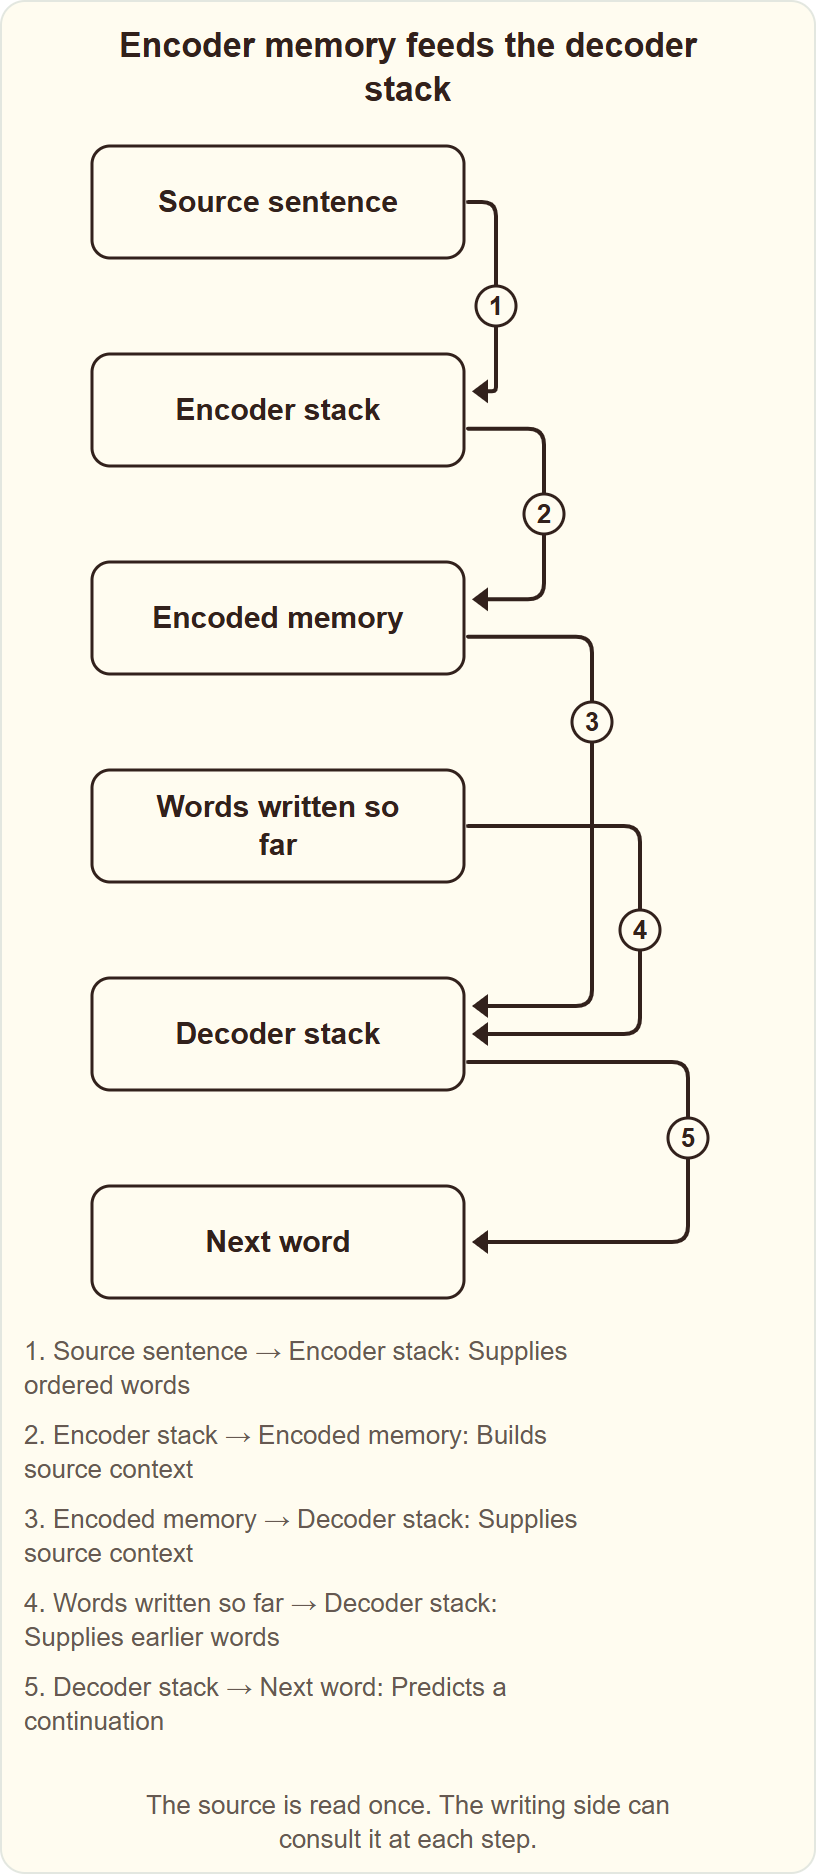 Encoder memory feeds the decoder
stack
Source sentence
1
Encoder stack
2
Encoded memory
3
Words written so
far
4
Decoder stack
5
Next word
1. Source sentence → Encoder stack: Supplies
ordered words
2. Encoder stack → Encoded memory: Builds
source context
3. Encoded memory → Decoder stack: Supplies
source context
4. Words written so far → Decoder stack:
Supplies earlier words
5. Decoder stack → Next word: Predicts a
continuation
The source is read once. The writing side can
consult it at each step.